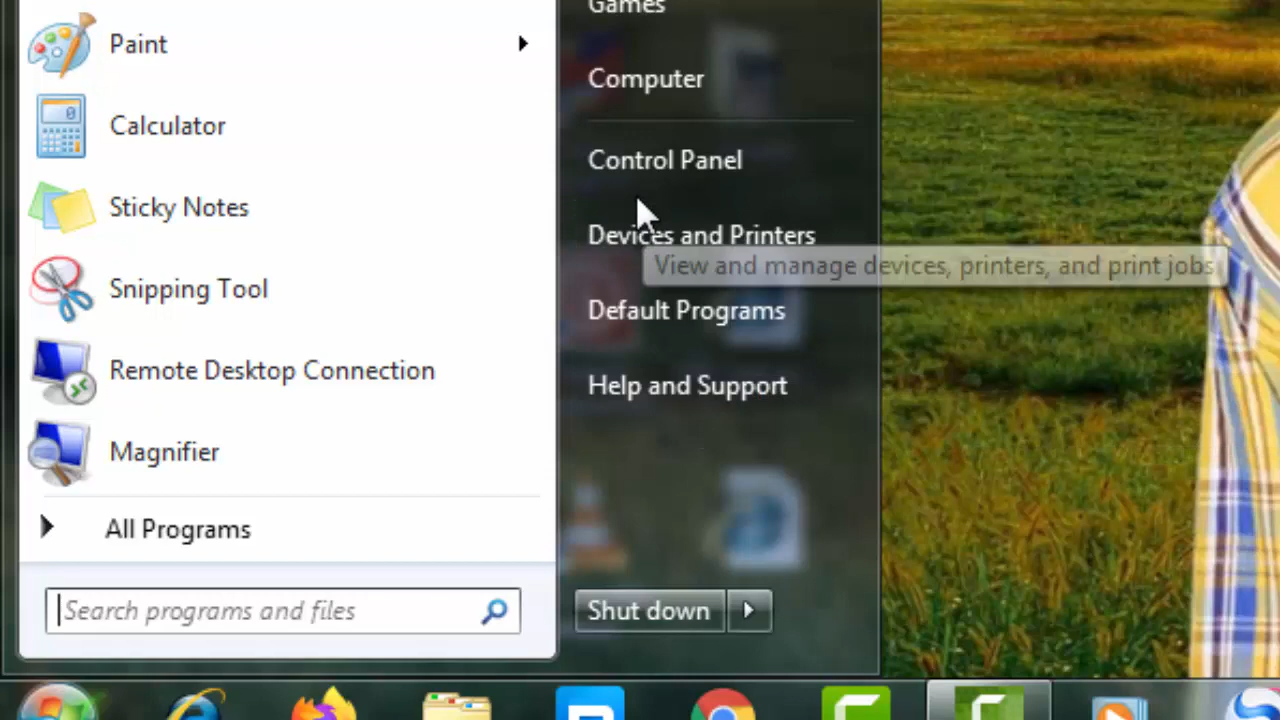 Games
Paint
Computer
Calculator
Control Panel
Sticky Notes
Devices and Printers
View and manage devices, printers, and print jobs
Snipping Tool
Default Programs
Remote Desktop Connection
Help and Support
Magnifier
All Programs
Search programs and files
Shut down